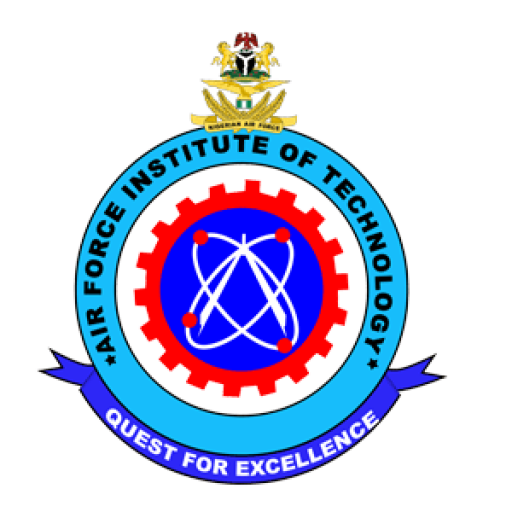 NIGERIAN AIR FORCE
AIR FORCE INSTITUTE OF TECHNOLOGY
QUEST FOR EXCELLENCE